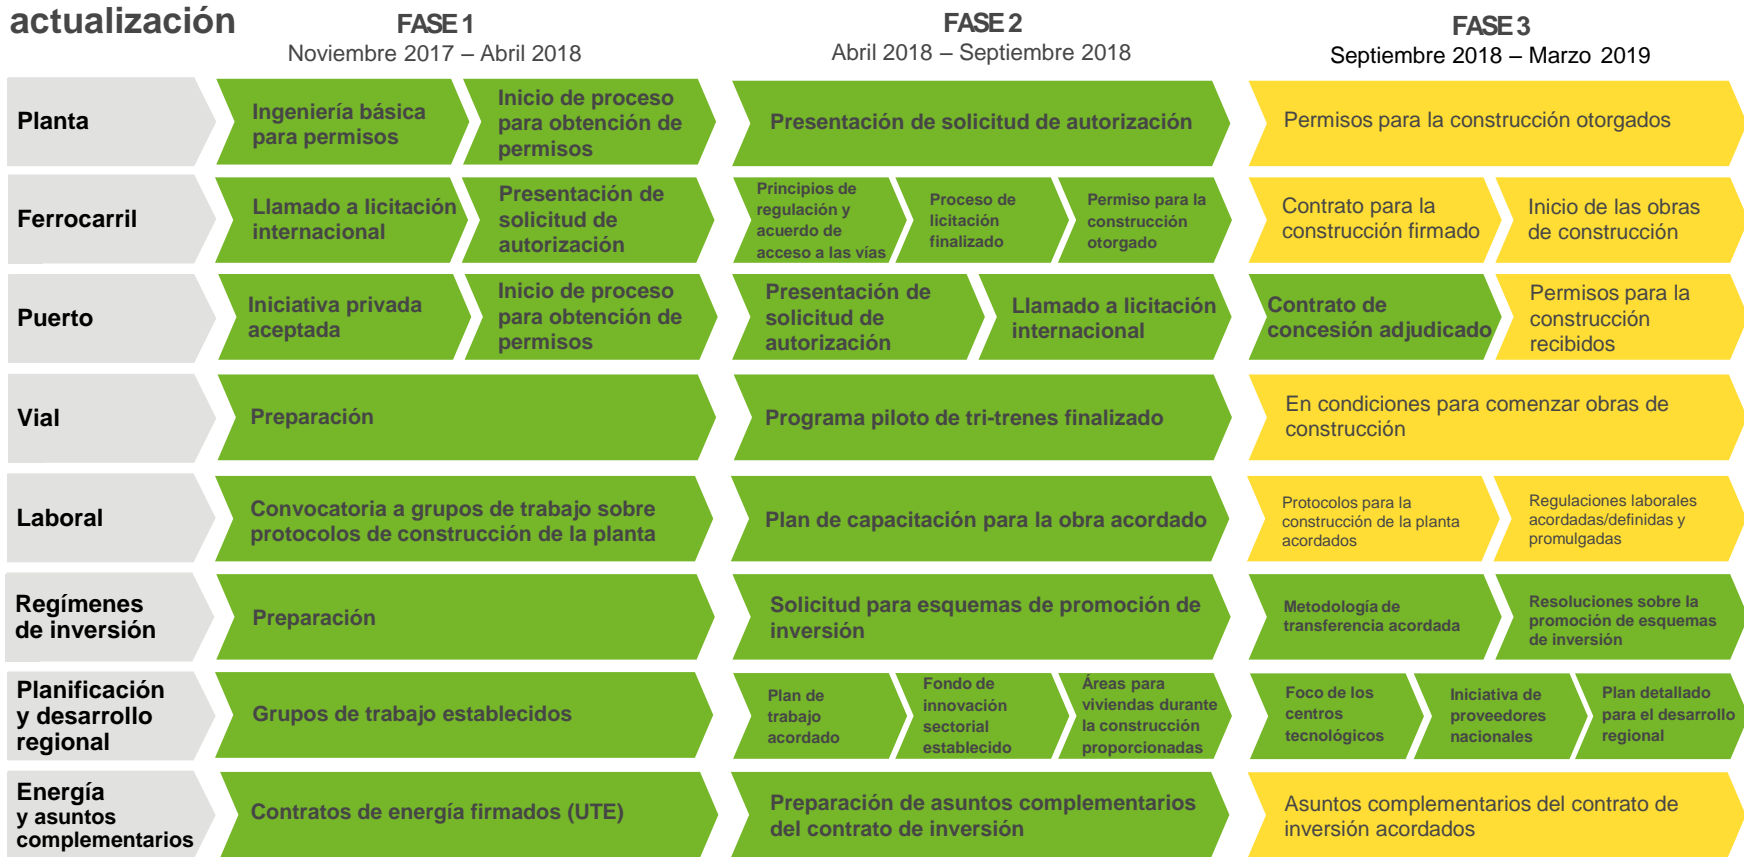 actualización
FASE 1
Noviembre 2017 – Abril 2018
FASE 2
Abril 2018 – Septiembre 2018
FASE 3
Septiembre 2018 – Marzo 2019
Planta
Ingeniería básica
para permisos
Inicio de proceso
para obtención de
permisos
Presentación de solicitud de autorización
Permisos para la construcción otorgados
Ferrocarril
Llamado a licitación
internacional
Presentación de
solicitud de
autorización
Principios de
regulación y
acuerdo de
acceso a las vías
Proceso de
licitación
finalizado
Permiso para la
construcción
otorgado
Contrato para la
construcción firmado
Inicio de las obras
de construcción
Puerto
Iniciativa privada
aceptada
Inicio de proceso
para obtención de
permisos
Presentación de
solicitud de
autorización
Llamado a licitación
internacional
Contrato de
concesión adjudicado
Permisos para la
construcción
recibidos
Vial
Preparación
Programa piloto de tri-trenes finalizado
En condiciones para comenzar obras de
construcción
Laboral
Convocatoria a grupos de trabajo sobre
protocolos de construcción de la planta
Plan de capacitación para la obra acordado
Protocolos para la
construcción de la planta
acordados
Regulaciones laborales
acordadas/definidas y
promulgadas
Regímenes
de inversión
Preparación
Solicitud para esquemas de promoción de
inversión
Metodología de
transferencia acordada
Resoluciones sobre la
promoción de esquemas
de inversión
Planificación
y desarrollo
regional
Grupos de trabajo establecidos
Plan de
trabajo
acordado
Fondo de
innovación
sectorial
establecido
Áreas para
viviendas durante
la construcción
proporcionadas
Foco de los
centros
tecnológicos
Iniciativa de
proveedores
nacionales
Plan detallado
para el desarrollo
regional
Energía
y asuntos
complementarios
Contratos de energía firmados (UTE)
Preparación de asuntos complementarios
del contrato de inversión
Asuntos complementarios del contrato de
inversión acordados